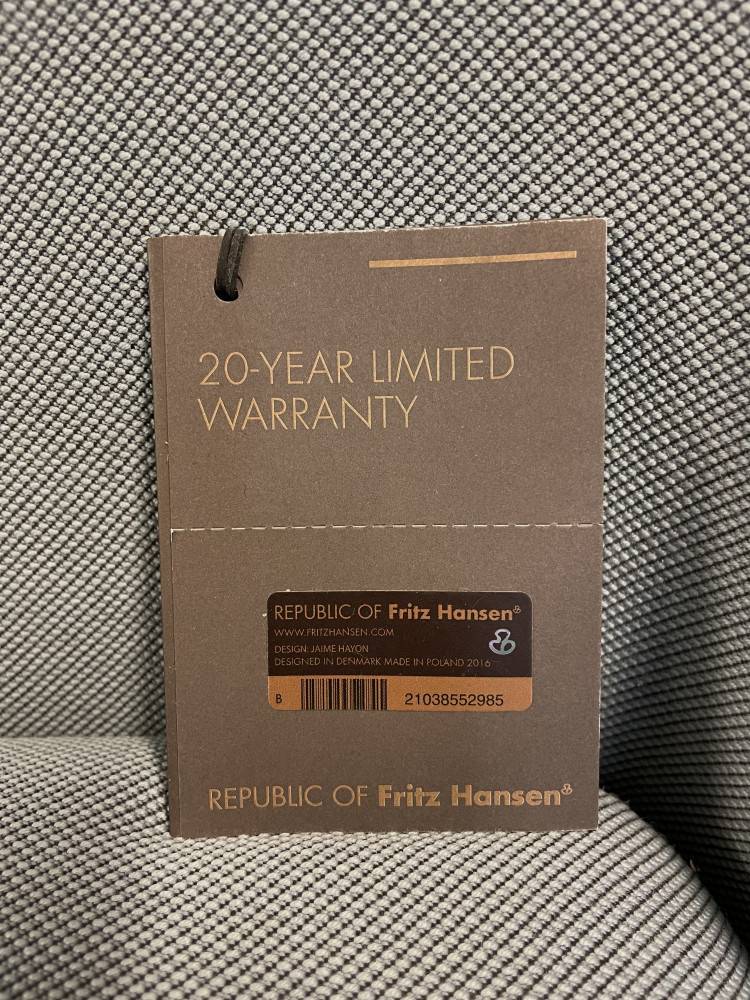 20-YEAR LIMITED
WARRANTY
REPUBLIC OF Fritz Hansen
WWW.FRITZHANSEN.COM
DESIGN: JAIME HAYON
DESIGNED IN DENMARK MADE IN POLAND 2016
B 21038552985
REPUBLIC OF Fritz Hansen